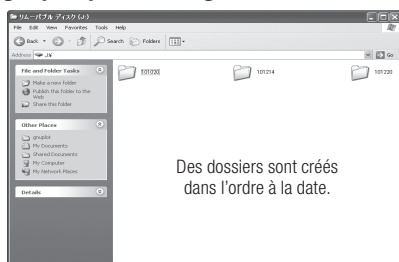 リムーバブル ディスク (J:)
File Edit View Favorites Tools Help
Back Search Folders
Address J:¥ Go
File and Folder Tasks
Make a new folder
Publish this folder to the
Web
Share this folder
Other Places
gnuplot
My Documents
Shared Documents
My Computer
My Network Places
Details
101020 101214 101220
Des dossiers sont créés
dans l'ordre à la date.